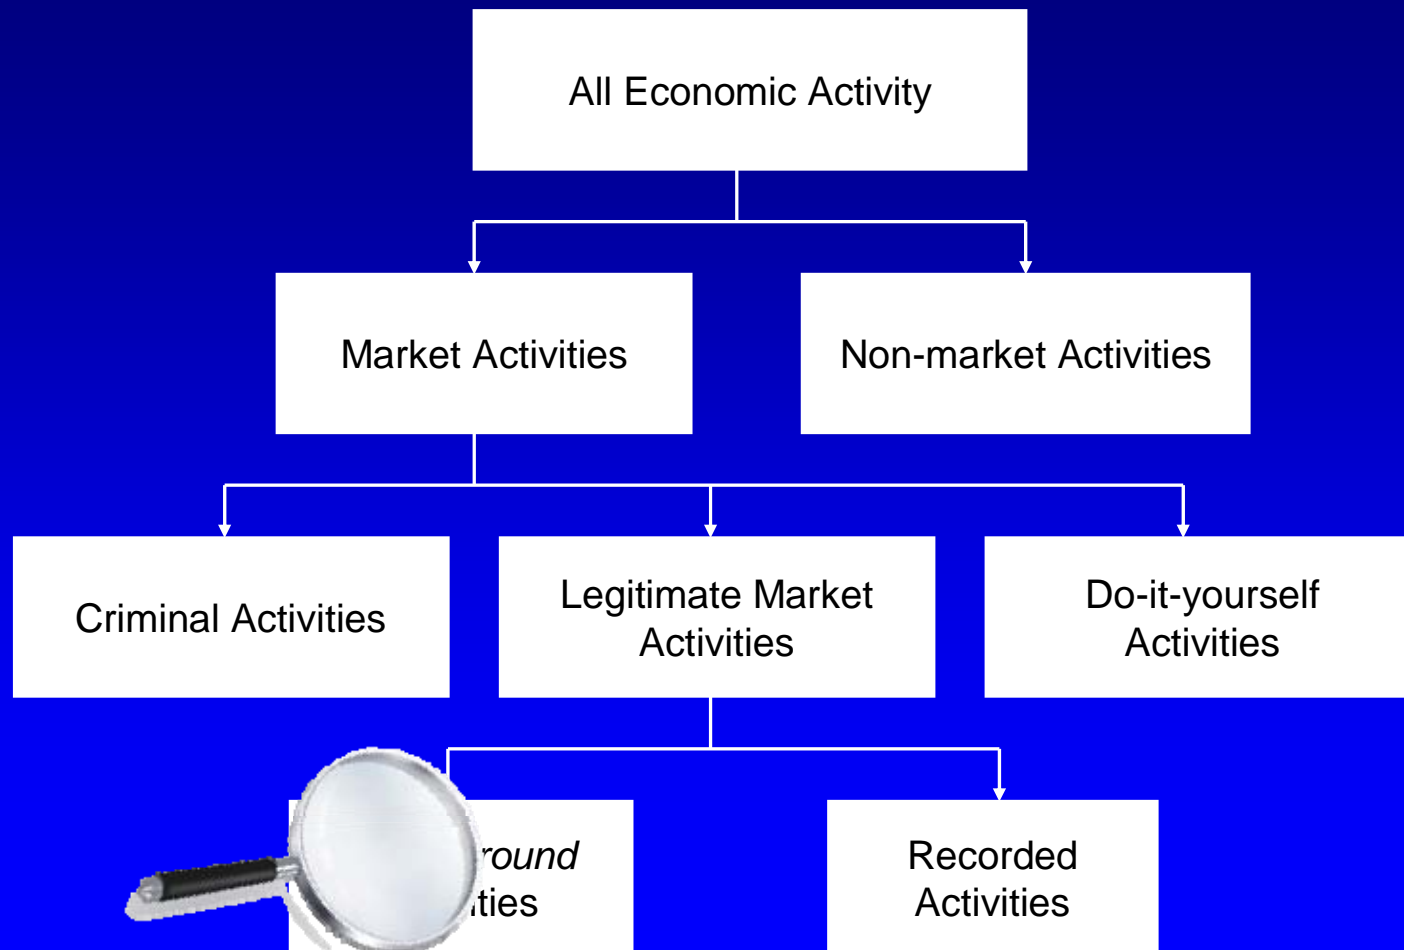 All Economic Activity
Market Activities
Non-market Activities
Criminal Activities
Legitimate Market
Activities
Do-it-yourself
Activities
Recorded
Activities